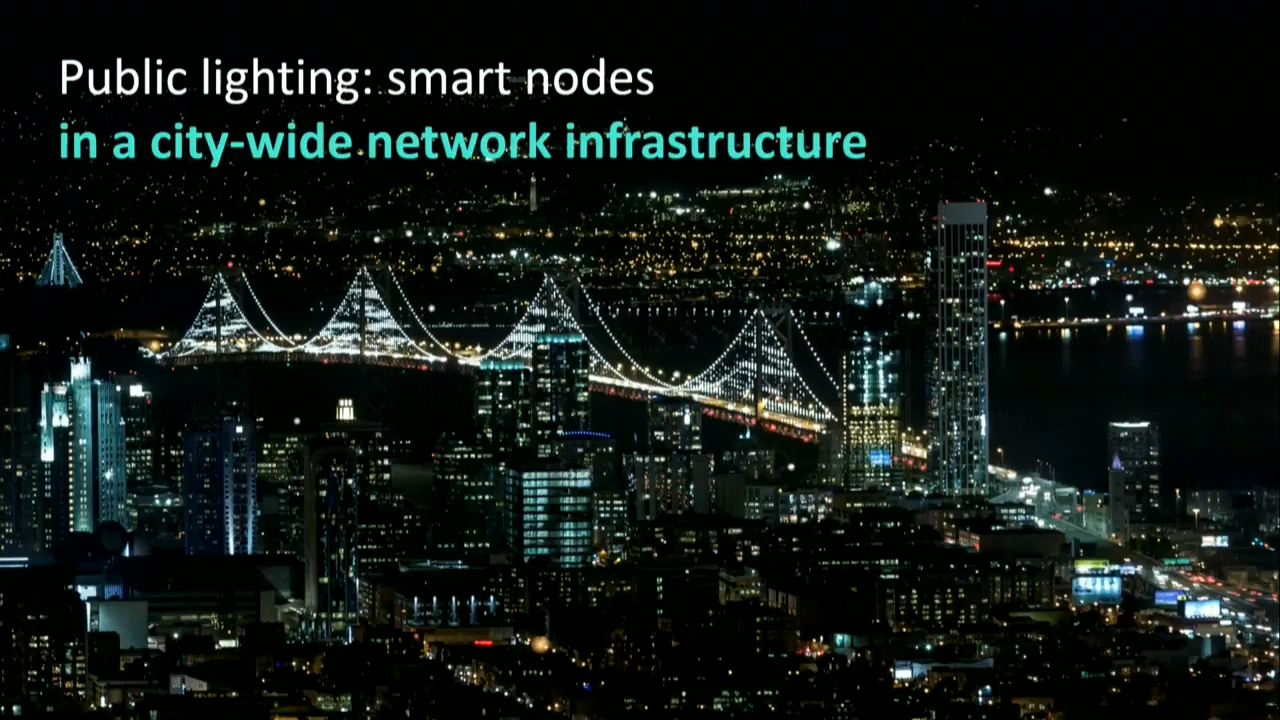 Public lighting: smart nodes
in a city-wide network infrastructure